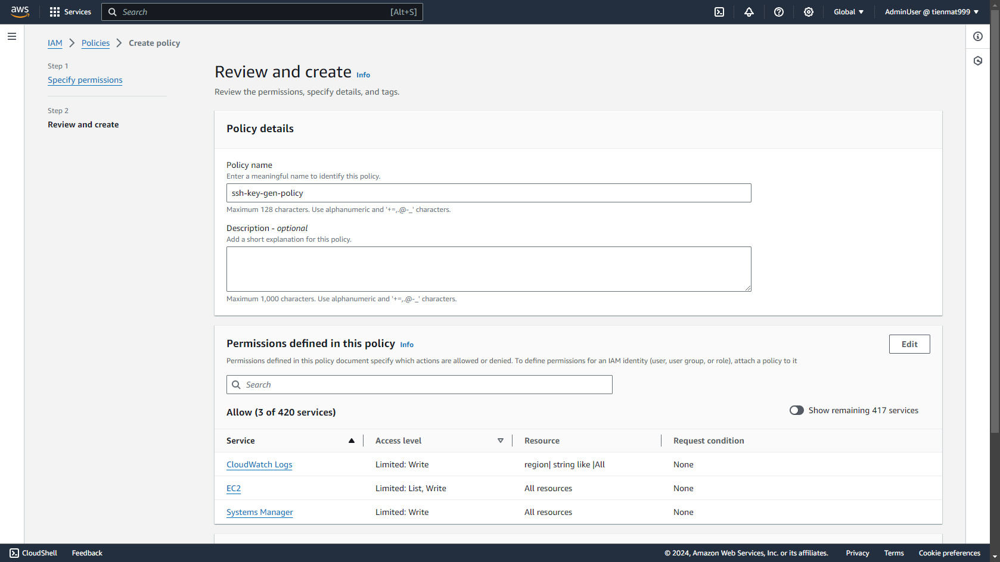 aws
Services
Search
[Alt+S]
Global
AdminUser @ tienmat999
IAM
Policies
Create policy
Step 1
Specify permissions
Step 2
Review and create
Review and create Info
Review the permissions, specify details, and tags.
Policy details
Policy name
Enter a meaningful name to identify this policy.
ssh-key-gen-policy
Maximum 128 characters. Use alphanumeric and '+=,.@-_' characters.
Description - optional
Add a short explanation for this policy.
Maximum 1,000 characters. Use alphanumeric and '+=,.@-_' characters.
Permissions defined in this policy Info
Edit
Permissions defined in this policy document specify which actions are allowed or denied. To define permissions for an IAM identity (user, user group, or role), attach a policy to it
Search
Allow (3 of 420 services)
Show remaining 417 services
Service Access level Resource Request condition
CloudWatch Logs Limited: Write region| string like |All None
EC2 Limited: List, Write All resources None
Systems Manager Limited: Write All resources None
CloudShell Feedback © 2024, Amazon Web Services, Inc. or its affiliates. Privacy Terms Cookie preferences